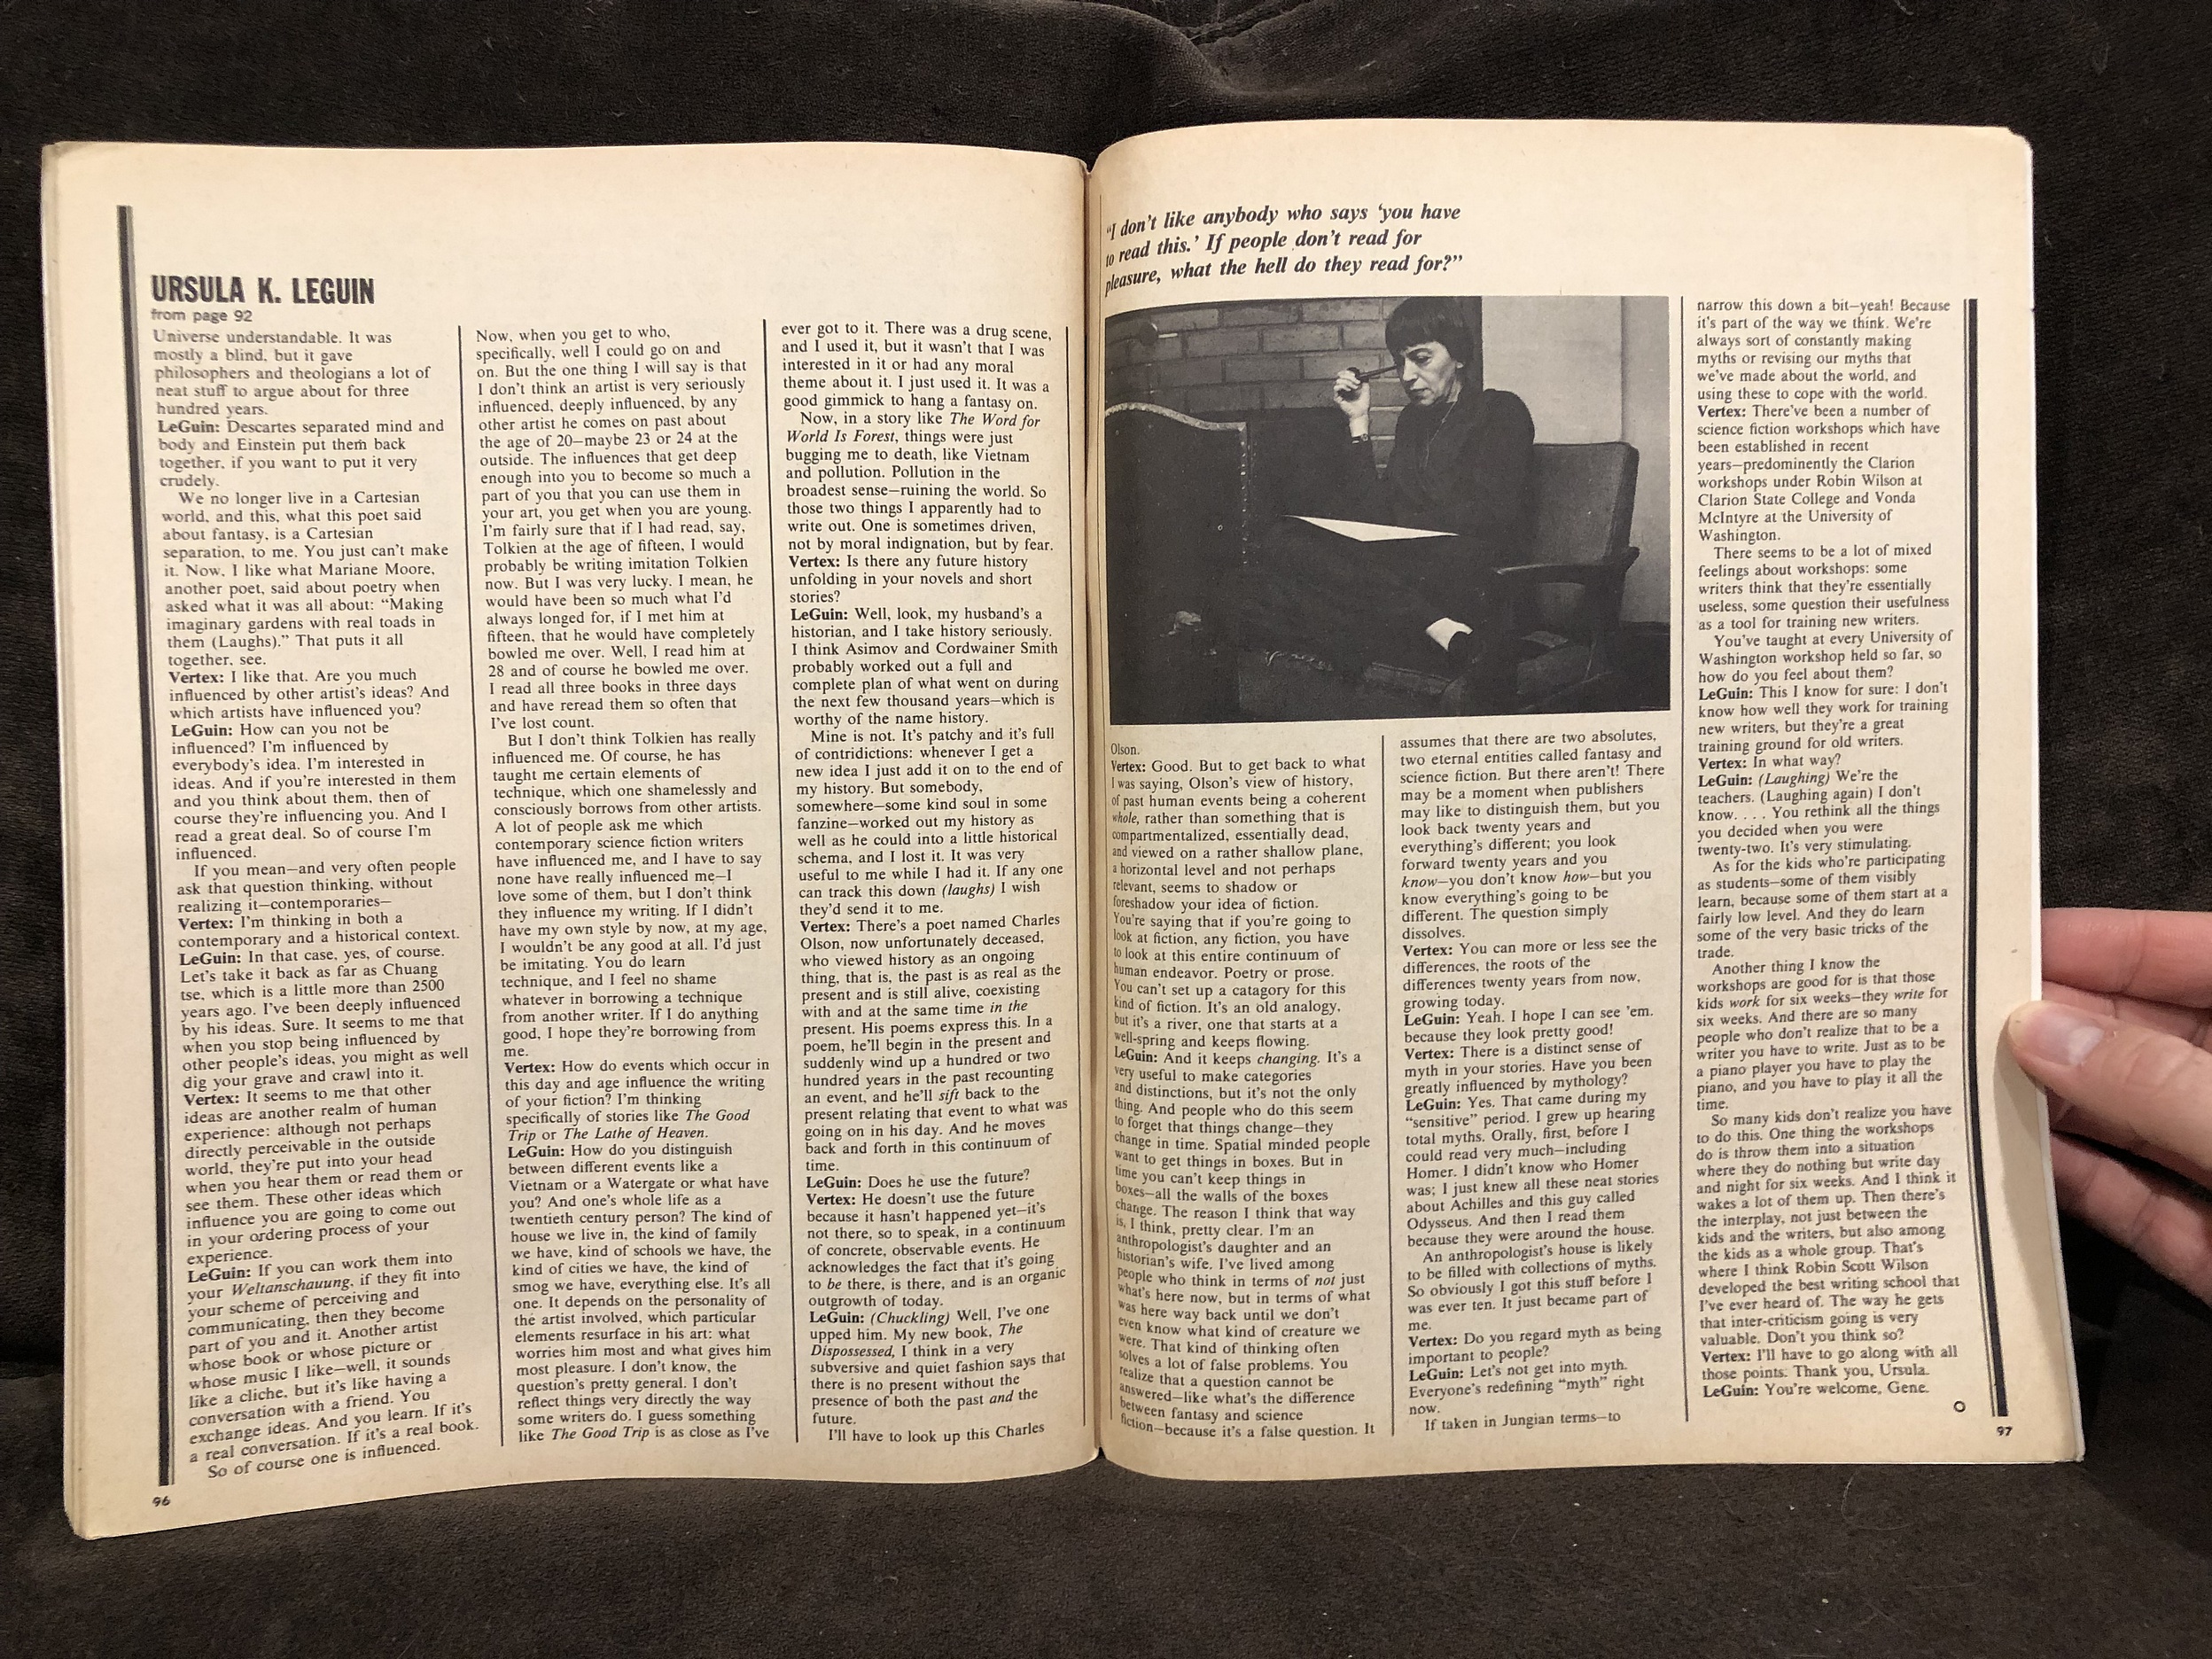 URSULA K. LEGUIN
from page 92
Universe understandable. It was
mostly a blind, but it gave
philosophers and theologians a lot of
neat stuff to argue about for three
hundred years.
LeGuin: Descartes separated mind and
body and Einstein put them back
together, if you want to put it very
crudely.
We no longer live in a Cartesian
world, and this, what this poet said
about fantasy, is a Cartesian
separation, to me. You just can't make
it. Now, I like what Mariane Moore,
another poet, said about poetry when
asked what it was all about: “Making
imaginary gardens with real toads in
them (Laughs).” That puts it all
together, see.
Vertex: I like that. Are you much
influenced by other artist's ideas? And
which artists have influenced you?
LeGuin: How can you not be
influenced? I'm influenced by
everybody's idea. I'm interested in
ideas. And if you're interested in them
and you think about them, then of
course they're influencing you. And I
read a great deal. So of course I'm
influenced.
If you mean—and very often people
ask that question thinking, without
realizing it—contemporaries—
Vertex: I'm thinking in both a
contemporary and a historical context.
LeGuin: In that case, yes, of course.
Let's take it back as far as Chuang
tse, which is a little more than 2500
years ago. I've been deeply influenced
by his ideas. Sure. It seems to me that
when you stop being influenced by
other people's ideas, you might as well
dig your grave and crawl into it.
Vertex: It seems to me that other
ideas are another realm of human
experience: although not perhaps
directly perceivable in the outside
world, they're put into your head
when you hear them or read them or
see them. These other ideas which
influence you are going to come out
in your ordering process of your
experience.
LeGuin: If you can work them into
your Weltanschauung, if they fit into
your scheme of perceiving and
communicating, then they become
part of you and it. Another artist
whose book or whose picture or
whose music I like—well, it sounds
like a cliche, but it's like having a
conversation with a friend. You
exchange ideas. And you learn. If it's
a real conversation. If it's a real book.
So of course one is influenced.
96
Now, when you get to who,
specifically, well I could go on and
on. But the one thing I will say is that
I don't think an artist is very seriously
influenced, deeply influenced, by any
other artist he comes on past about
the age of 20—maybe 23 or 24 at the
outside. The influences that get deep
enough into you to become so much a
part of you that you can use them in
your art, you get when you are young.
I'm fairly sure that if I had read, say,
Tolkien at the age of fifteen, I would
probably be writing imitation Tolkien
now. But I was very lucky. I mean, he
would have been so much what I'd
always longed for, if I met him at
fifteen, that he would have completely
bowled me over. Well, I read him at
28 and of course he bowled me over.
I read all three books in three days
and have reread them so often that
I've lost count.
But I don't think Tolkien has really
influenced me. Of course, he has
taught me certain elements of
technique, which one shamelessly and
consciously borrows from other artists.
A lot of people ask me which
contemporary science fiction writers
have influenced me, and I have to say
none have really influenced me—I
love some of them, but I don't think
they influence my writing. If I didn't
have my own style by now, at my age,
I wouldn't be any good at all. I'd just
be imitating. You do learn
technique, and I feel no shame
whatever in borrowing a technique
from another writer. If I do anything
good, I hope they're borrowing from
me.
Vertex: How do events which occur in
this day and age influence the writing
of your fiction? I'm thinking
specifically of stories like The Good
Trip or The Lathe of Heaven.
LeGuin: How do you distinguish
between different events like a
Vietnam or a Watergate or what have
you? And one's whole life as a
twentieth century person? The kind of
house we live in, the kind of family
we have, kind of schools we have, the
kind of cities we have, the kind of
smog we have, everything else. It's all
one. It depends on the personality of
the artist involved, which particular
elements resurface in his art: what
worries him most and what gives him
most pleasure. I don't know, the
question's pretty general. I don't
reflect things very directly the way
some writers do. I guess something
like The Good Trip is as close as I've
ever got to it. There was a drug scene,
and I used it, but it wasn't that I was
interested in it or had any moral
theme about it. I just used it. It was a
good gimmick to hang a fantasy on.
Now, in a story like The Word for
World Is Forest, things were just
bugging me to death, like Vietnam
and pollution. Pollution in the
broadest sense—ruining the world. So
those two things I apparently had to
write out. One is sometimes driven,
not by moral indignation, but by fear.
Vertex: Is there any future history
unfolding in your novels and short
stories?
LeGuin: Well, look, my husband's a
historian, and I take history seriously.
I think Asimov and Cordwainer Smith
probably worked out a full and
complete plan of what went on during
the next few thousand years—which is
worthy of the name history.
Mine is not. It's patchy and it's full
of contridictions: whenever I get a
new idea I just add it on to the end of
my history. But somebody,
somewhere—some kind soul in some
fanzine—worked out my history as
well as he could into a little historical
schema, and I lost it. It was very
useful to me while I had it. If any one
can track this down (laughs) I wish
they'd send it to me.
Vertex: There's a poet named Charles
Olson, now unfortunately deceased,
who viewed history as an ongoing
thing, that is, the past is as real as the
present and is still alive, coexisting
with and at the same time in the
present. His poems express this. In a
poem, he'll begin in the present and
suddenly wind up a hundred or two
hundred years in the past recounting
an event, and he'll sift back to the
present relating that event to what was
going on in his day. And he moves
back and forth in this continuum of
time.
LeGuin: Does he use the future?
Vertex: He doesn't use the future
because it hasn't happened yet—it's
not there, so to speak, in a continuum
of concrete, observable events. He
acknowledges the fact that it's going
to be there, is there, and is an organic
outgrowth of today.
LeGuin: (Chuckling) Well, I've one
upped him. My new book, The
Dispossessed, I think in a very
subversive and quiet fashion says that
there is no present without the
presence of both the past and the
future.
I'll have to look up this Charles
“I don't like anybody who says ‘you have
to read this.’ If people don't read for
pleasure, what the hell do they read for?”
Olson.
Vertex: Good. But to get back to what
I was saying, Olson's view of history,
of past human events being a coherent
whole, rather than something that is
compartmentalized, essentially dead,
and viewed on a rather shallow plane,
a horizontal level and not perhaps
relevant, seems to shadow or
foreshadow your idea of fiction.
You're saying that if you're going to
look at fiction, any fiction, you have
to look at this entire continuum of
human endeavor. Poetry or prose.
You can't set up a catagory for this
kind of fiction. It's an old analogy,
but it's a river, one that starts at a
well-spring and keeps flowing.
LeGuin: And it keeps changing. It's a
very useful to make categories
and distinctions, but it's not the only
thing. And people who do this seem
to forget that things change—they
change in time. Spatial minded people
want to get things in boxes. But in
time you can't keep things in
boxes—all the walls of the boxes
change. The reason I think that way
is, I think, pretty clear. I'm an
anthropologist's daughter and an
historian's wife. I've lived among
people who think in terms of not just
what's here now, but in terms of what
was here way back until we don't
even know what kind of creature we
were. That kind of thinking often
solves a lot of false problems. You
realize that a question cannot be
answered—like what's the difference
between fantasy and science
fiction—because it's a false question. It
assumes that there are two absolutes,
two eternal entities called fantasy and
science fiction. But there aren't! There
may be a moment when publishers
may like to distinguish them, but you
look back twenty years and
everything's different; you look
forward twenty years and you
know—you don't know how—but you
know everything's going to be
different. The question simply
dissolves.
Vertex: You can more or less see the
differences, the roots of the
differences twenty years from now,
growing today.
LeGuin: Yeah. I hope I can see 'em.
because they look pretty good!
Vertex: There is a distinct sense of
myth in your stories. Have you been
greatly influenced by mythology?
LeGuin: Yes. That came during my
“sensitive” period. I grew up hearing
total myths. Orally, first, before I
could read very much—including
Homer. I didn't know who Homer
was; I just knew all these neat stories
about Achilles and this guy called
Odysseus. And then I read them
because they were around the house.
An anthropologist's house is likely
to be filled with collections of myths.
So obviously I got this stuff before I
was ever ten. It just became part of
me.
Vertex: Do you regard myth as being
important to people?
LeGuin: Let's not get into myth.
Everyone's redefining “myth” right
now.
If taken in Jungian terms—to
narrow this down a bit—yeah! Because
it's part of the way we think. We're
always sort of constantly making
myths or revising our myths that
we've made about the world, and
using these to cope with the world.
Vertex: There've been a number of
science fiction workshops which have
been established in recent
years—predominently the Clarion
workshops under Robin Wilson at
Clarion State College and Vonda
McIntyre at the University of
Washington.
There seems to be a lot of mixed
feelings about workshops: some
writers think that they're essentially
useless, some question their usefulness
as a tool for training new writers.
You've taught at every University of
Washington workshop held so far, so
how do you feel about them?
LeGuin: This I know for sure: I don't
know how well they work for training
new writers, but they're a great
training ground for old writers.
Vertex: In what way?
LeGuin: (Laughing) We're the
teachers. (Laughing again) I don't
know. . . . You rethink all the things
you decided when you were
twenty-two. It's very stimulating.
As for the kids who're participating
as students—some of them visibly
learn, because some of them start at a
fairly low level. And they do learn
some of the very basic tricks of the
trade.
Another thing I know the
workshops are good for is that those
kids work for six weeks—they write for
six weeks. And there are so many
people who don't realize that to be a
writer you have to write. Just as to be
a piano player you have to play the
piano, and you have to play it all the
time.
So many kids don't realize you have
to do this. One thing the workshops
do is throw them into a situation
where they do nothing but write day
and night for six weeks. And I think it
wakes a lot of them up. Then there's
the interplay, not just between the
kids and the writers, but also among
the kids as a whole group. That's
where I think Robin Scott Wilson
developed the best writing school that
I've ever heard of. The way he gets
that inter-criticism going is very
valuable. Don't you think so?
Vertex: I'll have to go along with all
those points. Thank you, Ursula.
LeGuin: You're welcome, Gene.
97